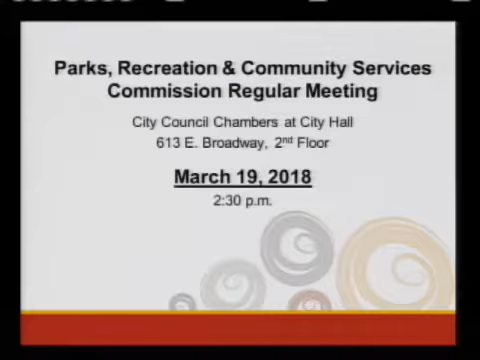 Parks, Recreation & Community Services
Commission Regular Meeting
City Council Chambers at City Hall
613 E. Broadway, 2nd Floor
March 19, 2018
2:30 p.m.